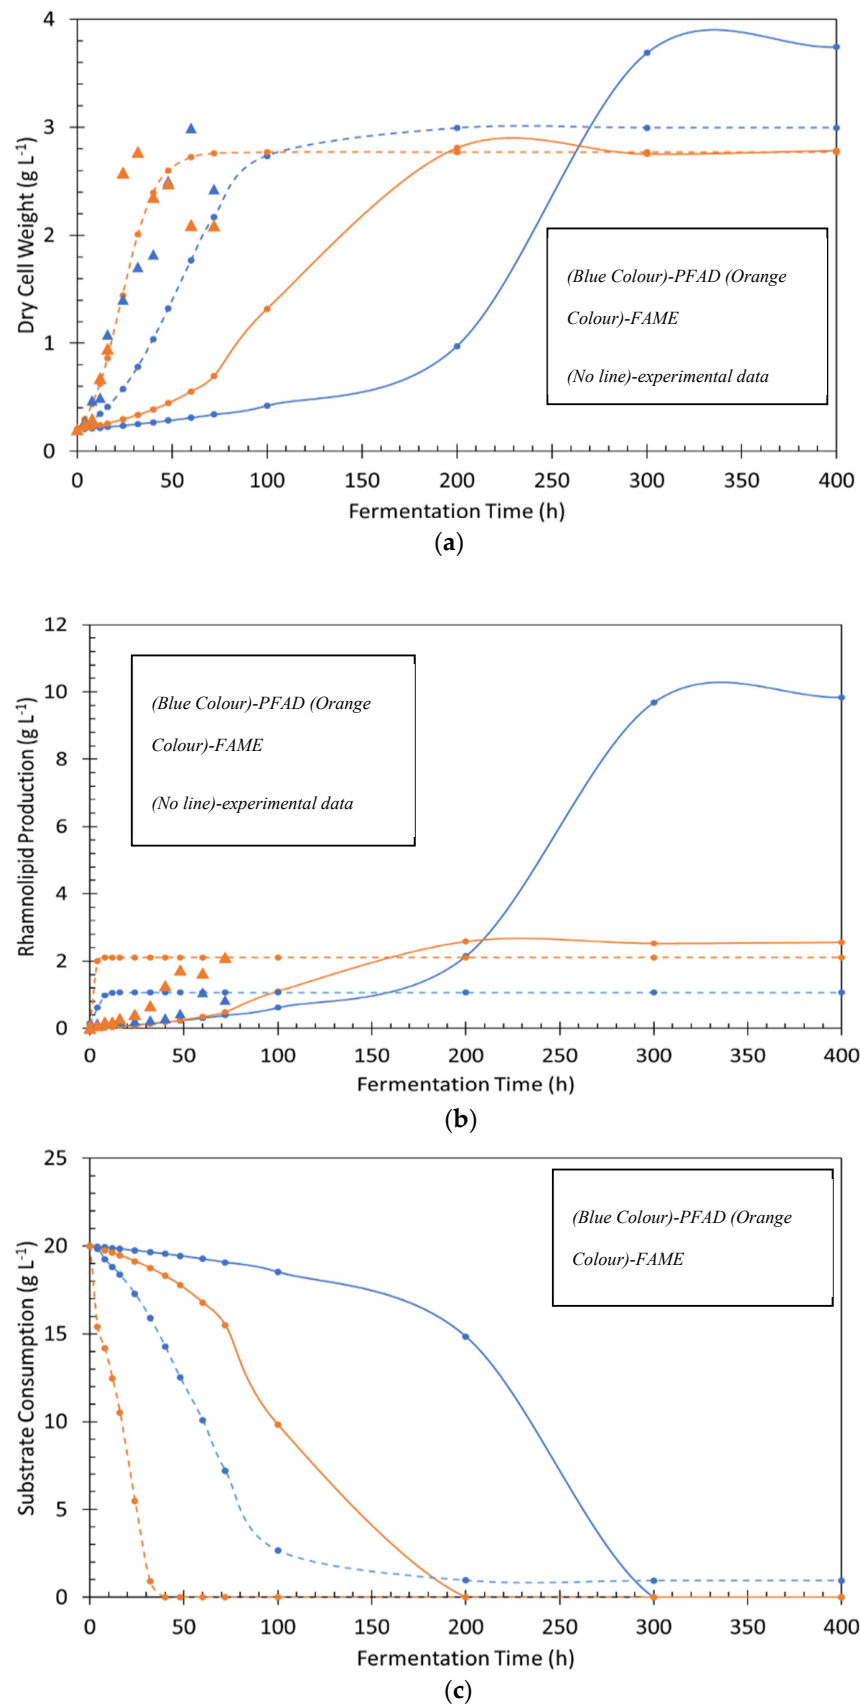 4
3
2
1
0
Dry Cell Weight (g L-1)
(Blue Colour)-PFAD (Orange
Colour)-FAME
(No line)-experimental data
0 50 100 150 200 250 300 350 400
Fermentation Time (h)
(a)
12
10
8
6
4
2
0
Rhamnolipid Production (g L-1)
(Blue Colour)-PFAD (Orange
Colour)-FAME
(No line)-experimental data
0 50 100 150 200 250 300 350 400
Fermentation Time (h)
(b)
25
20
15
10
5
0
Substrate Consumption (g L-1)
(Blue Colour)-PFAD (Orange
Colour)-FAME
0 50 100 150 200 250 300 350 400
Fermentation Time (h)
(c)